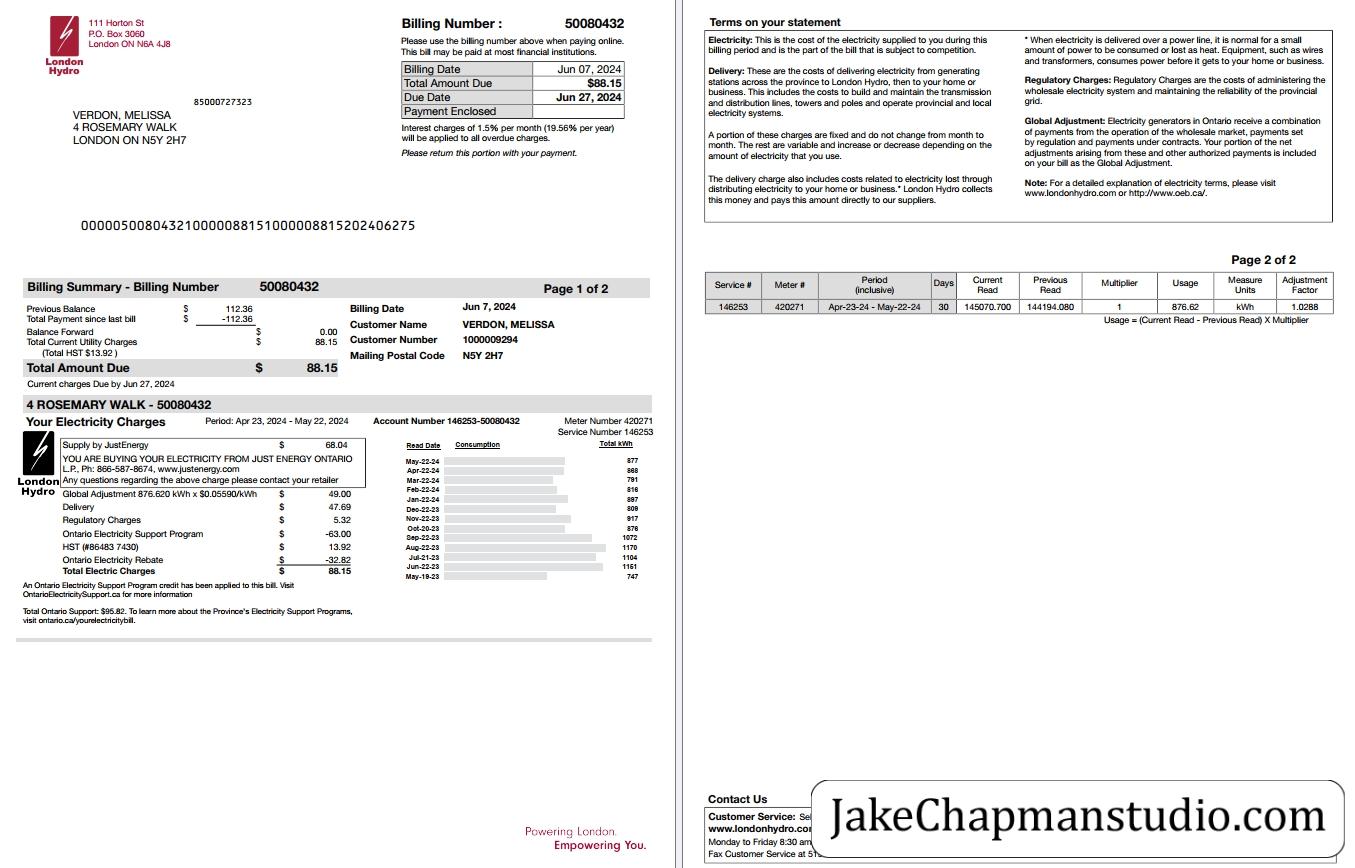 111 Horton St
P.O. Box 3060
London ON N6A 4J8
London
Hydro
Billing Number : 50080432
Please use the billing number above when paying online.
This bill may be paid at most financial institutions.
Billing Date Jun 07, 2024
Total Amount Due $88.15
Due Date Jun 27, 2024
Payment Enclosed
Interest charges of 1.5% per month (19.56% per year)
will be applied to all overdue charges.
Please return this portion with your payment.
85000727323
VERDON, MELISSA
4 ROSEMARY WALK
LONDON ON N5Y 2H7
000005008043210000088151000008815202406275
Billing Summary - Billing Number 50080432 Page 1 of 2
Previous Balance $ 112.36
Total Payment since last bill $ -112.36
Balance Forward $ 0.00
Total Current Utility Charges $ 88.15
(Total HST $13.92 )
Total Amount Due $ 88.15
Current charges Due by Jun 27, 2024
Billing Date Jun 7, 2024
Customer Name VERDON, MELISSA
Customer Number 1000009294
Mailing Postal Code N5Y 2H7
4 ROSEMARY WALK - 50080432
Your Electricity Charges Period: Apr 23, 2024 - May 22, 2024 Account Number 146253-50080432 Meter Number 420271
Service Number 146253
London
Hydro
Supply by JustEnergy $ 68.04
YOU ARE BUYING YOUR ELECTRICITY FROM JUST ENERGY ONTARIO
L.P., Ph: 866-587-8674, www.justenergy.com
Any questions regarding the above charge please contact your retailer
Global Adjustment 876.620 kWh x $0.05590/kWh $ 49.00
Delivery $ 47.69
Regulatory Charges $ 5.32
Ontario Electricity Support Program $ -63.00
HST (#86483 7430) $ 13.92
Ontario Electricity Rebate $ -32.82
Total Electric Charges $ 88.15
An Ontario Electricity Support Program credit has been applied to this bill. Visit
OntarioElectricitySupport.ca for more information
Total Ontario Support: $95.82. To learn more about the Province's Electricity Support Programs,
visit ontario.ca/yourelectricitybill.
Read Date Consumption Total kWh
May-22-24 877
Apr-22-24 868
Mar-22-24 791
Feb-22-24 816
Jan-22-24 897
Dec-22-23 809
Nov-22-23 917
Oct-20-23 876
Sep-22-23 1072
Aug-22-23 1170
Jul-21-23 1104
Jun-22-23 1151
May-19-23 747
Powering London.
Empowering You.
Terms on your statement
Electricity: This is the cost of the electricity supplied to you during this
billing period and is the part of the bill that is subject to competition.
Delivery: These are the costs of delivering electricity from generating
stations across the province to London Hydro, then to your home or
business. This includes the costs to build and maintain the transmission
and distribution lines, towers and poles and operate provincial and local
electricity systems.
A portion of these charges are fixed and do not change from month to
month. The rest are variable and increase or decrease depending on the
amount of electricity that you use.
The delivery charge also includes costs related to electricity lost through
distributing electricity to your home or business.* London Hydro collects
this money and pays this amount directly to our suppliers.
* When electricity is delivered over a power line, it is normal for a small
amount of power to be consumed or lost as heat. Equipment, such as wires
and transformers, consumes power before it gets to your home or business.
Regulatory Charges: Regulatory Charges are the costs of administering the
wholesale electricity system and maintaining the reliability of the provincial
grid.
Global Adjustment: Electricity generators in Ontario receive a combination
of payments from the operation of the wholesale market, payments set
by regulation and payments under contracts. Your portion of the net
adjustments arising from these and other authorized payments is included
on your bill as the Global Adjustment.
Note: For a detailed explanation of electricity terms, please visit
www.londonhydro.com or http://www.oeb.ca/.
Page 2 of 2
Service # Meter # Period (inclusive) Days Current Read Previous Read Multiplier Usage Measure Units Adjustment Factor
146253 420271 Apr-23-24 - May-22-24 30 145070.700 144194.080 1 876.62 kWh 1.0288
Usage = (Current Read - Previous Read) X Multiplier
Contact Us
Customer Service:
www.londonhydro.co
Monday to Friday 8:30 am
Fax Customer Service at
JakeChapmanstudio.com